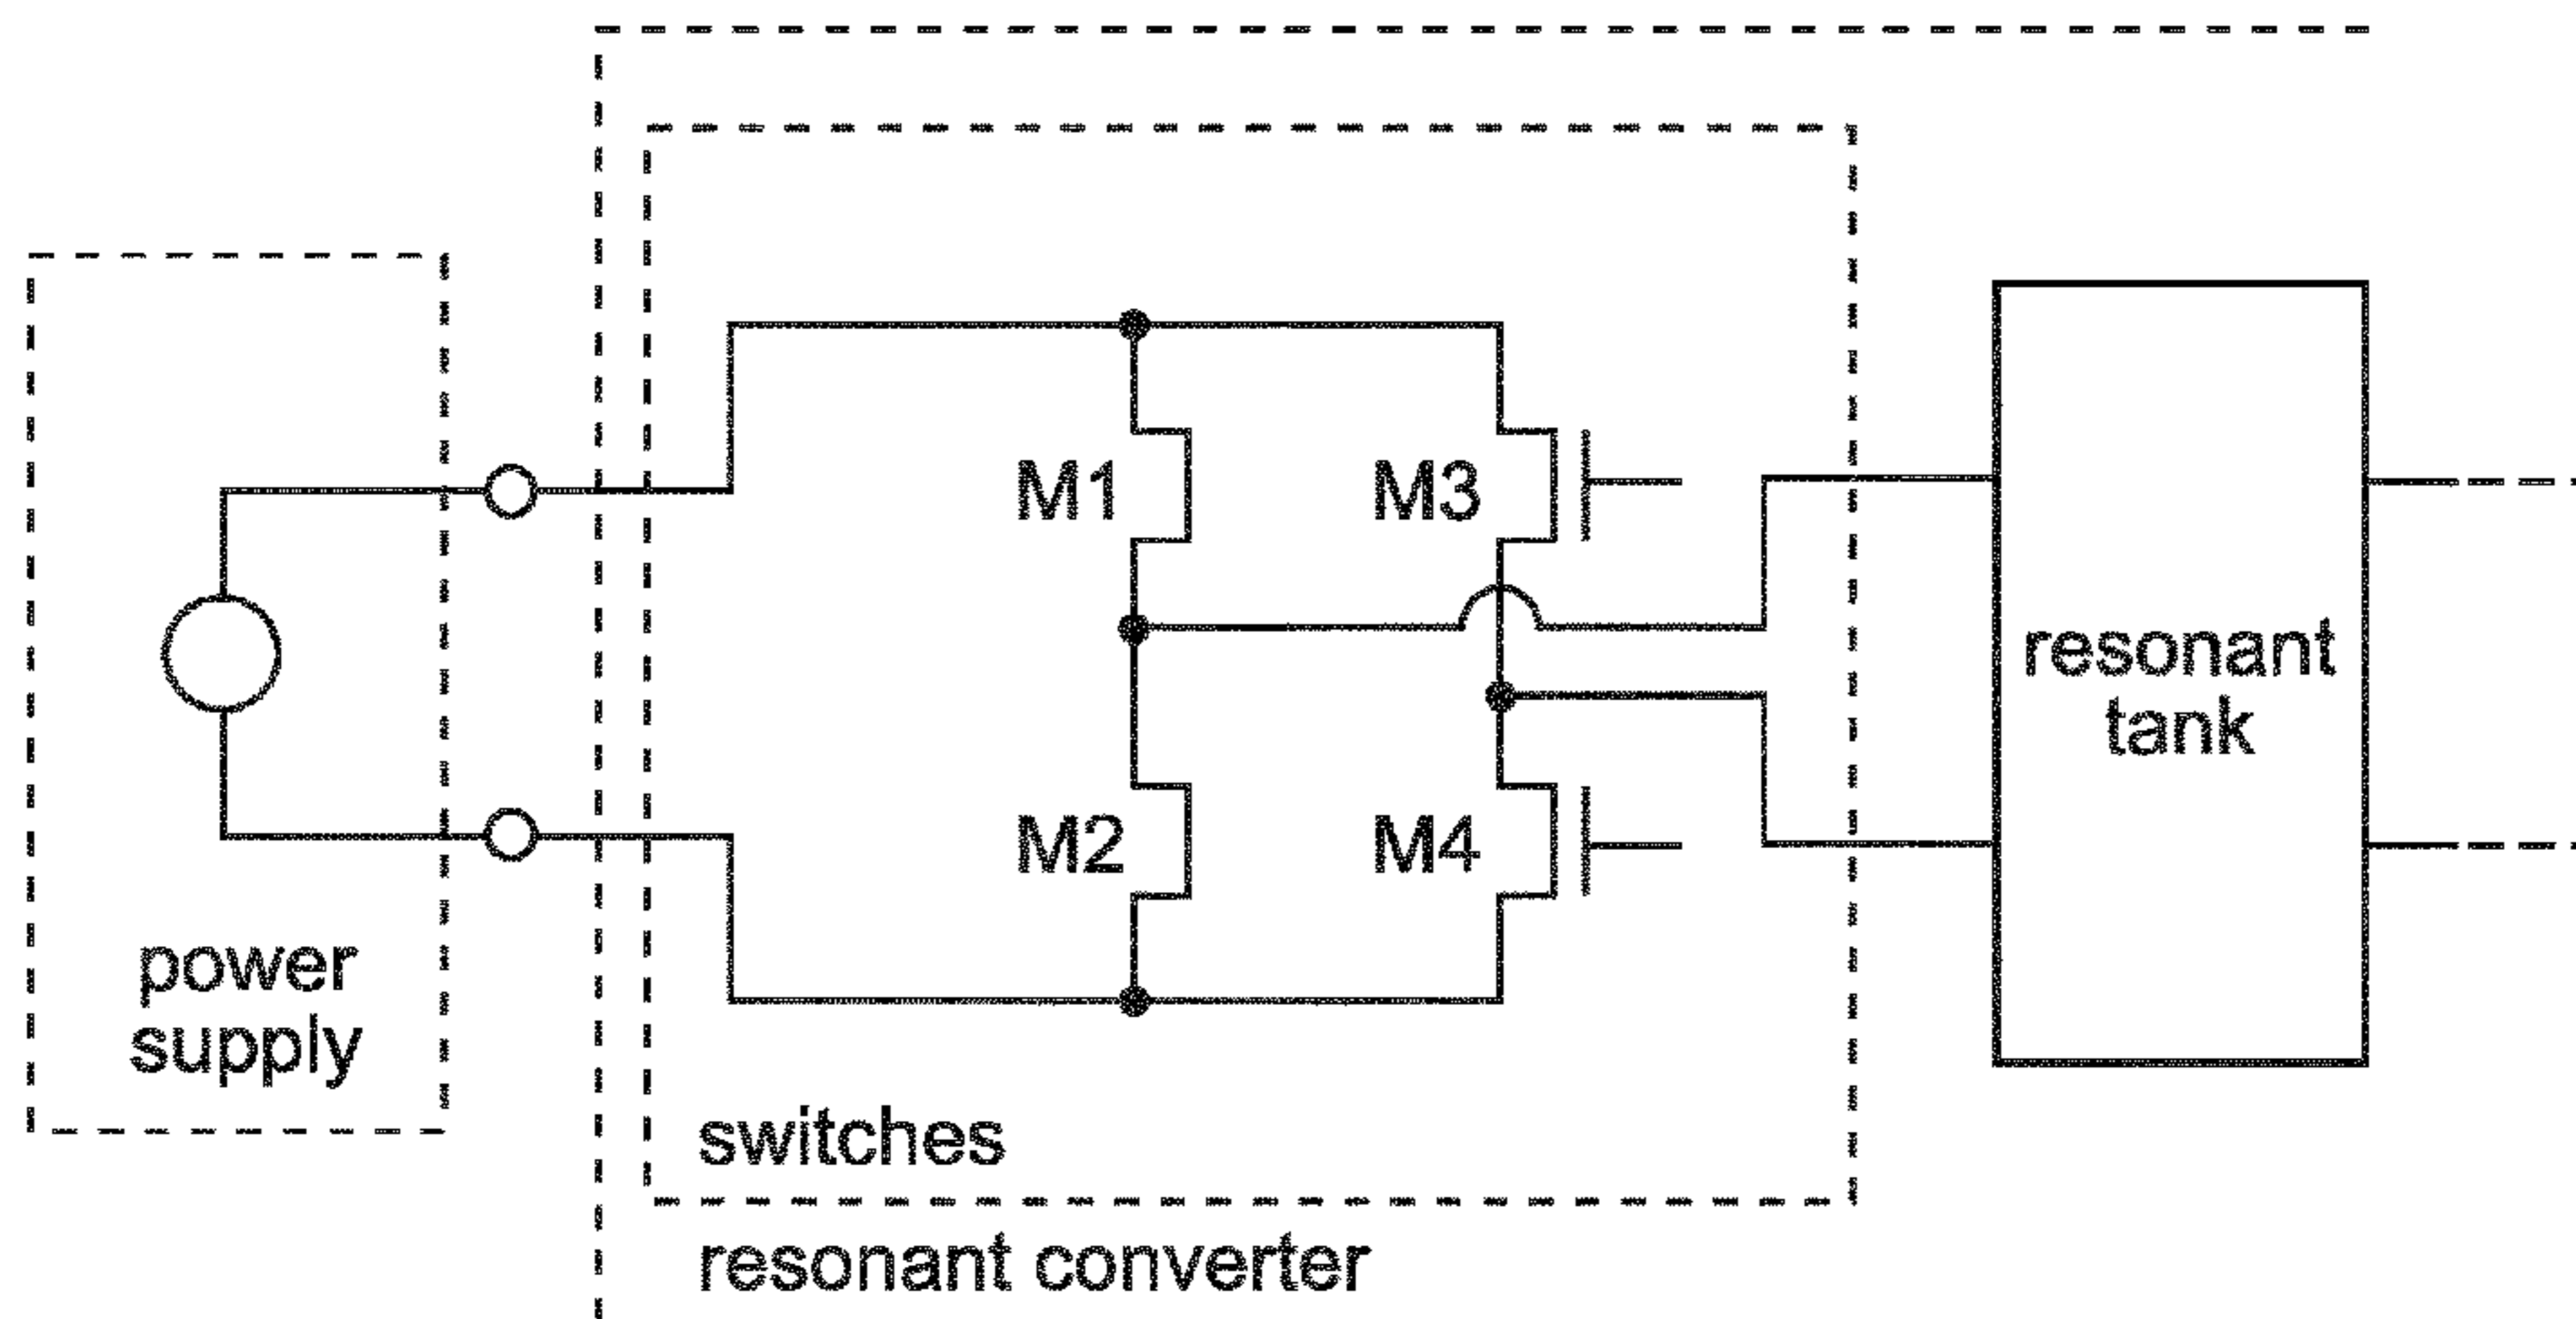 M1
M3
resonant
tank
M2
M4
power
supply
switches
resonant converter